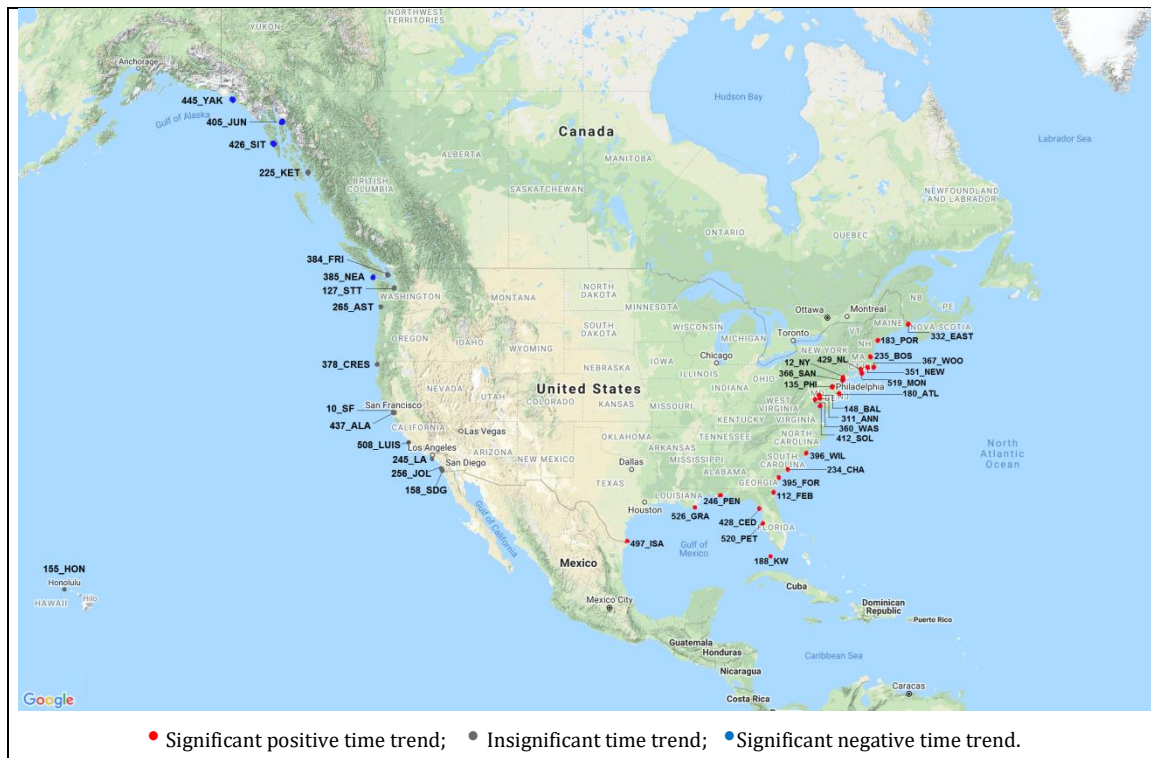 NORTHWEST
TERRITORIES
YUKON
Anchorage
445_YAK
Gulf of Alaska
405_JUN
426_SIT
225_KET
Hudson Bay
Canada
Labrador Sea
ALBERTA
MANITOBA
BRITISH
COLUMBIA
SASKATCHEWAN
NEWFOUNDLAND
AND LABRADOR
ONTARIO
QUEBEC
384_FRI
385_NEA
127_STT
WASHINGTON
265_AST
MONTANA
NORTH
DAKOTA
MINNESOTA
Ottawa
Montreal
NB
PE
MAINE
NOVA SCOTIA
332_EAST
OREGON
IDAHO
SOUTH
DAKOTA
WISCONSIN
MICHIGAN
Toronto
VT
NH
183_POR
WYOMING
NEW YORK
MA
235_BOS
378_CRES
IOWA
Chicago
12_NY
429_NL
367_WOO
366_SAN
351_NEW
519_MON
NEBRASKA
ILLINOIS
INDIANA
OHIO
135_PHI
Philadelphia
180_ATL
NEVADA
UTAH
United States
COLORADO
KANSAS
MISSOURI
WEST
VIRGINIA
DE
NJ
148_BAL
311_ANN
360_WAS
412_SOL
10_SF
San Francisco
437_ALA
CALIFORNIA
KENTUCKY
VIRGINIA
508_LUIS
Las Vegas
Los Angeles
245_LA
ARIZONA
NEW MEXICO
OKLAHOMA
ARKANSAS
TENNESSEE
NORTH
CAROLINA
396_WIL
256_JOL
San Diego
158_SDG
Dallas
MISSISSIPPI
ALABAMA
SOUTH
CAROLINA
234_CHA
GEORGIA
395_FOR
TEXAS
LOUISIANA
246_PEN
112_FEB
Houston
526_GRA
428_CED
FLORIDA
520_PET
Gulf of California
497_ISA
Gulf of
Mexico
188_KW
North
Atlantic
Ocean
Mexico
155_HON
Honolulu
HAWAII
Hilo
Mexico City
Cuba
Dominican
Republic
Puerto Rico
Guatemala
Honduras
Caribbean Sea
Nicaragua
Caracas
Costa Rica
Google
Significant positive time trend; Insignificant time trend; Significant negative time trend.